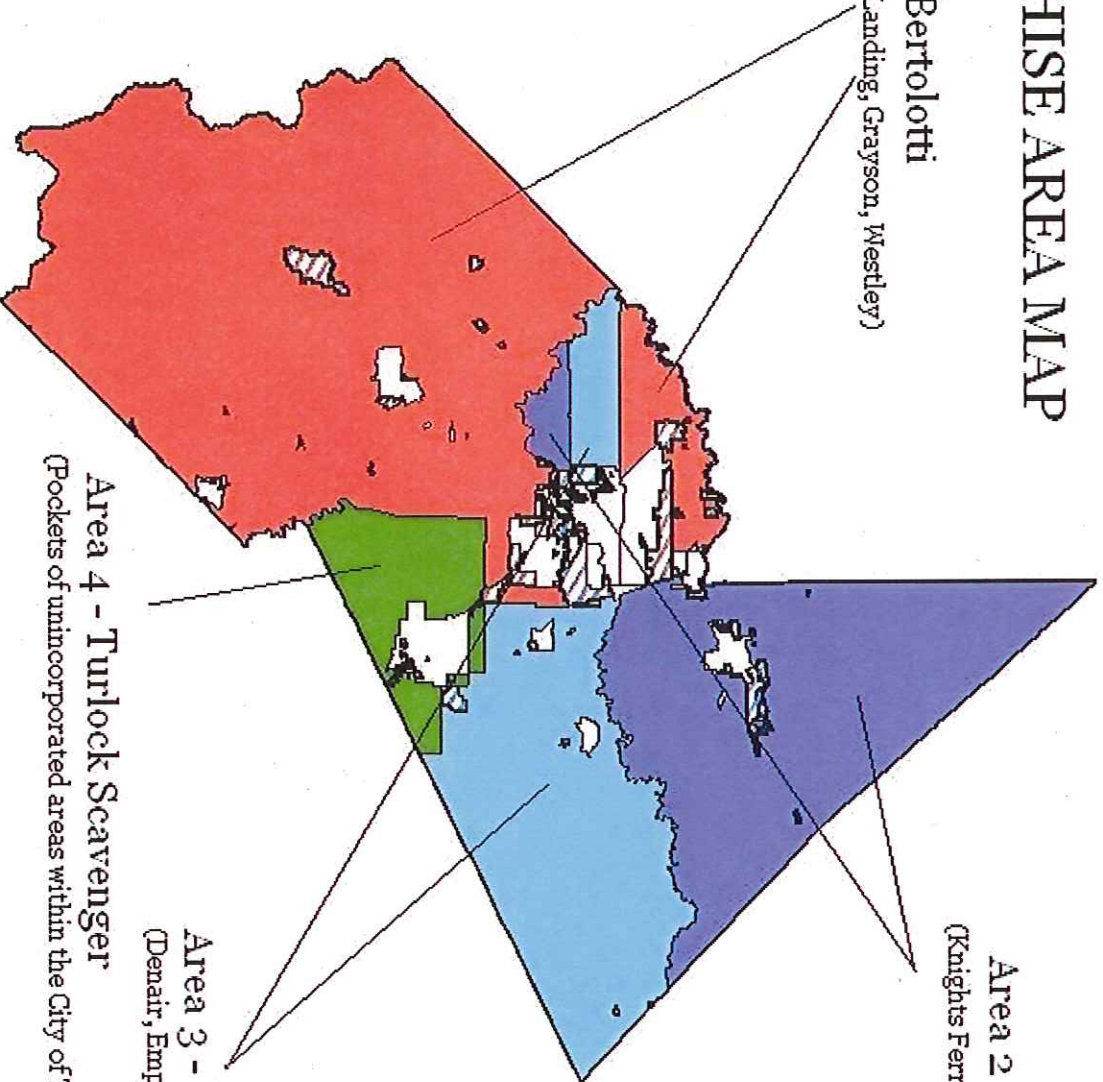 HISE AREA MAP
Bertolotti
Landing, Grayson, Westley)
Area 2
(Knights Ferr
Area 3 -
(Denair, Emp
Area 4 - Turlock Scavenger
(Pockets of unincorporated areas within the City of